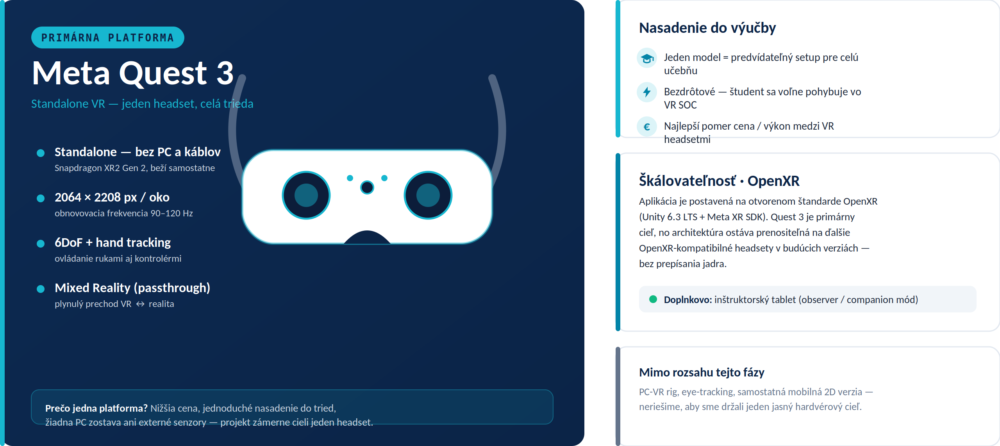 PRIMÁRNA PLATFORMA
Meta Quest 3
Standalone VR — jeden headset, celá trieda
Standalone — bez PC a káblov
Snapdragon XR2 Gen 2, beží samostatne
2064 × 2208 px / oko
obnovovacia frekvencia 90–120 Hz
6DoF + hand tracking
ovládanie rukami aj kontrolérmi
Mixed Reality (passthrough)
plynulý prechod VR ↔ realita
Prečo jedna platforma? Nižšia cena, jednoduché nasadenie do tried,
žiadna PC zostava ani externé senzory — projekt zámerne cieli jeden headset.
Nasadenie do výučby
Jeden model = predvídateľný setup pre celú
učebňu
Bezdrôtové — študent sa voľne pohybuje vo
VR SOC
€ Najlepší pomer cena / výkon medzi VR
headsetmi
Škálovateľnosť · OpenXR
Aplikácia je postavená na otvorenom štandarde OpenXR
(Unity 6.3 LTS + Meta XR SDK). Quest 3 je primárny
cieľ, no architektúra ostáva prenositeľná na ďalšie
OpenXR-kompatibilné headsety v budúcich verziách —
bez prepísania jadra.
Doplnkovo: inštruktorský tablet (observer / companion mód)
Mimo rozsahu tejto fázy
PC-VR rig, eye-tracking, samostatná mobilná 2D verzia —
neriešime, aby sme držali jeden jasný hardvérový cieľ.